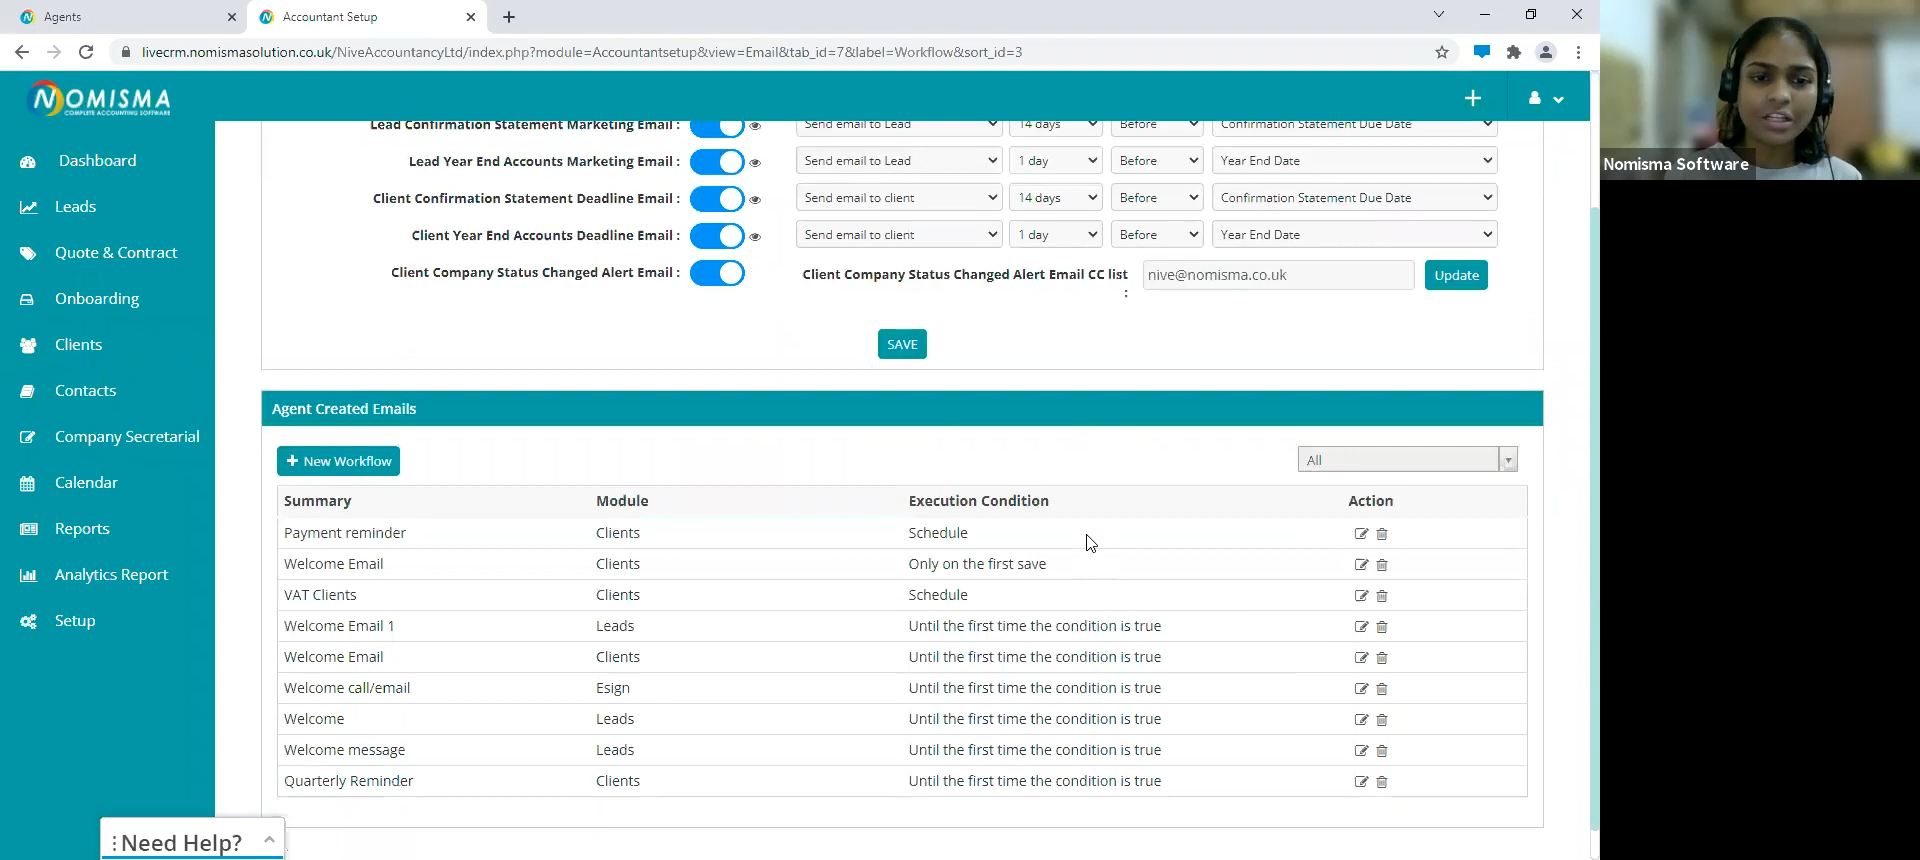 Agents
Accountant Setup
livecrm.nomismasolution.co.uk/NiveAccountancyLtd/index.php?module=Accountantsetup&view=Email&tab_id=7&label=Workflow&sort_id=3
NOMISMA
COMPLETE ACCOUNTING SOFTWARE
Dashboard
Leads
Quote & Contract
Onboarding
Clients
Contacts
Company Secretarial
Calendar
Reports
Analytics Report
Setup
Lead Confirmation Statement Marketing Email : Send email to Lead 14 days Before Confirmation Statement Due Date
Lead Year End Accounts Marketing Email : Send email to Lead 1 day Before Year End Date
Client Confirmation Statement Deadline Email : Send email to client 14 days Before Confirmation Statement Due Date
Client Year End Accounts Deadline Email : Send email to client 1 day Before Year End Date
Client Company Status Changed Alert Email : Client Company Status Changed Alert Email CC list : nive@nomisma.co.uk Update
SAVE
Agent Created Emails
+ New Workflow All
Summary Module Execution Condition Action
Payment reminder Clients Schedule
Welcome Email Clients Only on the first save
VAT Clients Clients Schedule
Welcome Email 1 Leads Until the first time the condition is true
Welcome Email Clients Until the first time the condition is true
Welcome call/email Esign Until the first time the condition is true
Welcome Leads Until the first time the condition is true
Welcome message Leads Until the first time the condition is true
Quarterly Reminder Clients Until the first time the condition is true
Need Help?
Nomisma Software